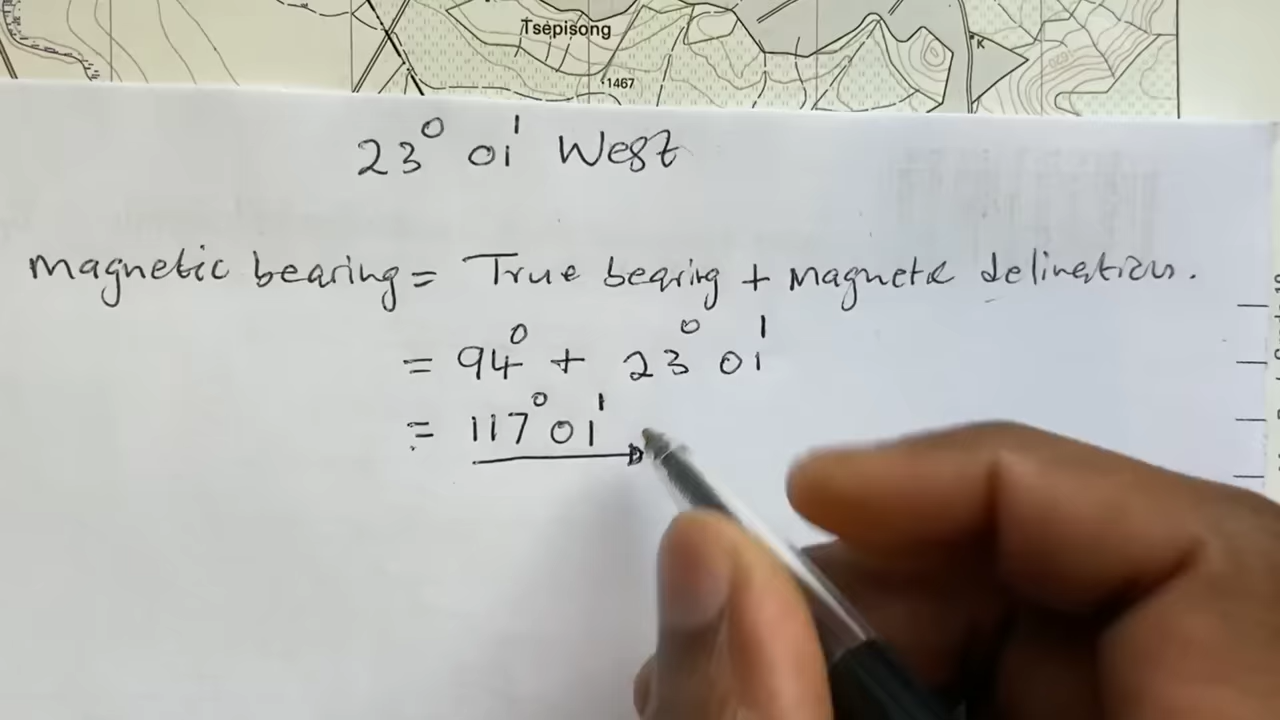 Tsepisong
1467
K
23° 01' West
magnetic bearing = True bearing + magnetic delination.
= 94° + 23° 01'
= 117° 01'